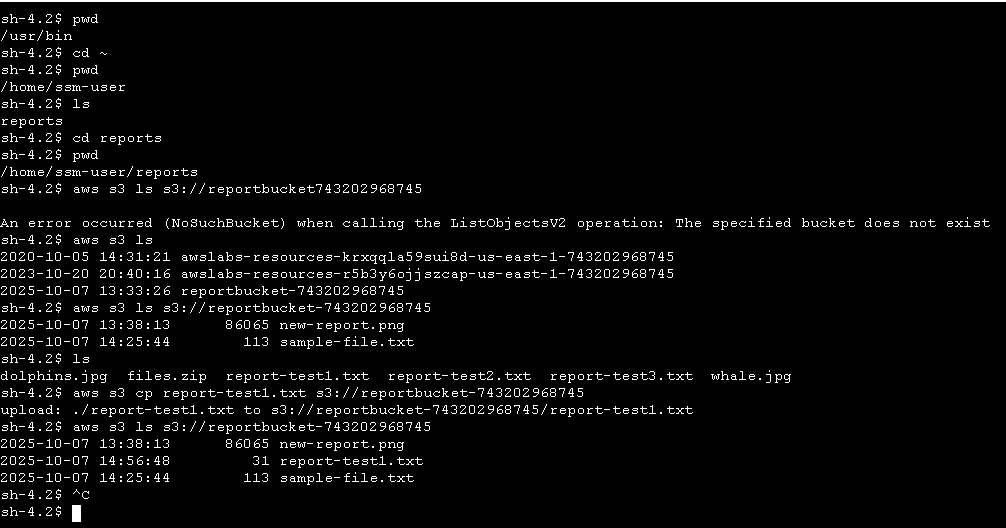 sh-4.2$ pwd
/usr/bin
sh-4.2$ cd ~
sh-4.2$ pwd
/home/ssm-user
sh-4.2$ ls
reports
sh-4.2$ cd reports
sh-4.2$ pwd
/home/ssm-user/reports
sh-4.2$ aws s3 ls s3://reportbucket743202968745

An error occurred (NoSuchBucket) when calling the ListObjectsV2 operation: The specified bucket does not exist
sh-4.2$ aws s3 ls
2020-10-05 14:31:21 awslabs-resources-krxqqla59sui8d-us-east-1-743202968745
2023-10-20 20:40:16 awslabs-resources-r5b3y6ojjszcap-us-east-1-743202968745
2025-10-07 13:33:26 reportbucket-743202968745
sh-4.2$ aws s3 ls s3://reportbucket-743202968745
2025-10-07 13:38:13      86065 new-report.png
2025-10-07 14:25:44        113 sample-file.txt
sh-4.2$ ls
dolphins.jpg  files.zip  report-test1.txt  report-test2.txt  report-test3.txt  whale.jpg
sh-4.2$ aws s3 cp report-test1.txt s3://reportbucket-743202968745
upload: ./report-test1.txt to s3://reportbucket-743202968745/report-test1.txt
sh-4.2$ aws s3 ls s3://reportbucket-743202968745
2025-10-07 13:38:13      86065 new-report.png
2025-10-07 14:56:48         31 report-test1.txt
2025-10-07 14:25:44        113 sample-file.txt
sh-4.2$ ^C
sh-4.2$